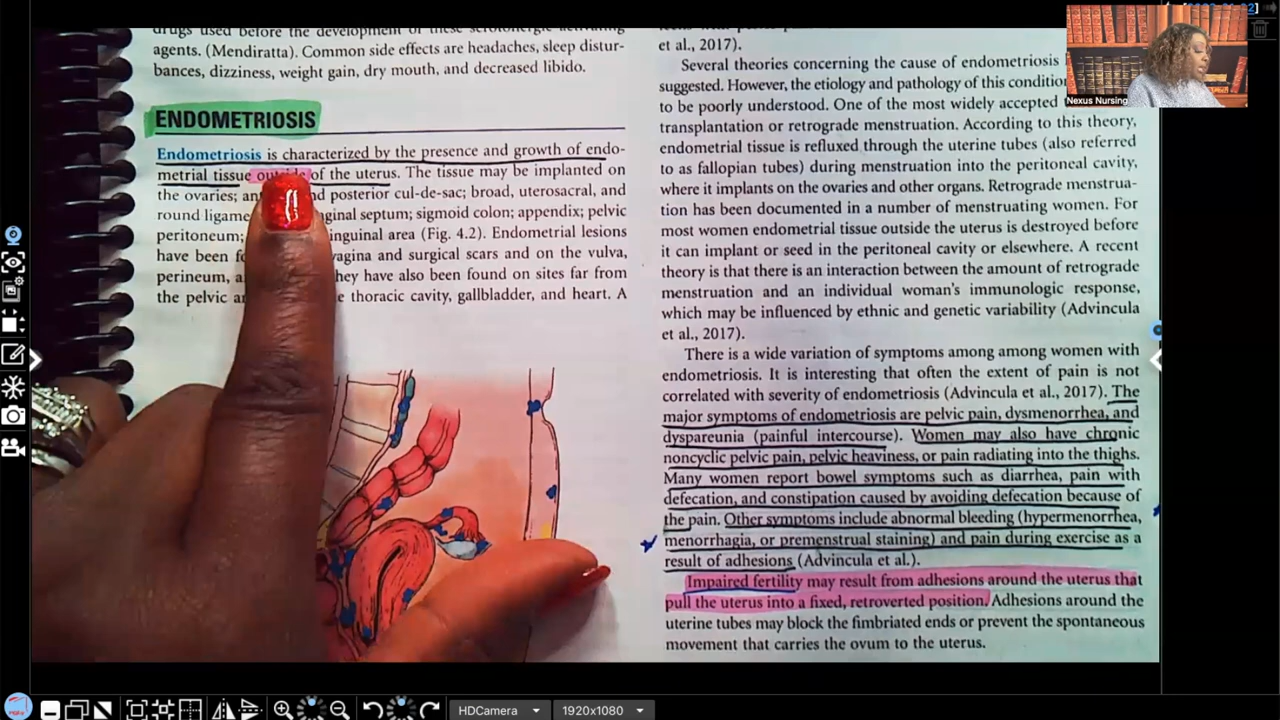 drugs used before the development of these
agents. (Mendiratta). Common side effects are headaches, sleep distur-
bances, dizziness, weight gain, dry mouth, and decreased libido.
ENDOMETRIOSIS
Endometriosis is characterized by the presence and growth of endo-
metrial tissue outside of the uterus. The tissue may be implanted on
the ovaries; posterior cul-de-sac; broad, uterosacral, and
round septum; sigmoid colon; appendix; pelvic
peritoneum; inguinal area (Fig. 4.2). Endometrial lesions
have been and surgical scars and on the vulva,
perineum, they have also been found on sites far from
the pelvic thoracic cavity, gallbladder, and heart. A
et al., 2017).
Several theories concerning the cause of endometriosis
suggested. However, the etiology and pathology of this
to be poorly understood. One of the most widely accepted
transplantation or retrograde menstruation. According to this theory,
endometrial tissue is refluxed through the uterine tubes (also referred
to as fallopian tubes) during menstruation into the peritoneal cavity,
where it implants on the ovaries and other organs. Retrograde menstrua-
tion has been documented in a number of menstruating women. For
most women endometrial tissue outside the uterus is destroyed before
it can implant or seed in the peritoneal cavity or elsewhere. A recent
theory is that there is an interaction between the amount of retrograde
menstruation and an individual woman's immunologic response,
which may be influenced by ethnic and genetic variability (Advincula
et al., 2017).
There is a wide variation of symptoms among among women with
endometriosis. It is interesting that often the extent of pain is not
correlated with severity of endometriosis (Advincula et al., 2017). The
major symptoms of endometriosis are pelvic pain, dysmenorrhea, and
dyspareunia (painful intercourse). Women may also have chronic
noncyclic pelvic pain, pelvic heaviness, or pain radiating into the thighs.
Many women report bowel symptoms such as diarrhea, pain with
defecation, and constipation caused by avoiding defecation because of
the pain. Other symptoms include abnormal bleeding (hypermenorrhea,
menorrhagia, or premenstrual staining) and pain during exercise as a
result of adhesions (Advincula et al.).
Impaired fertility may result from adhesions around the uterus that
pull the uterus into a fixed, retroverted position. Adhesions around the
uterine tubes may block the fimbriated ends or prevent the spontaneous
movement that carries the ovum to the uterus.
Nexus Nursing
HDCamera
1920x1080